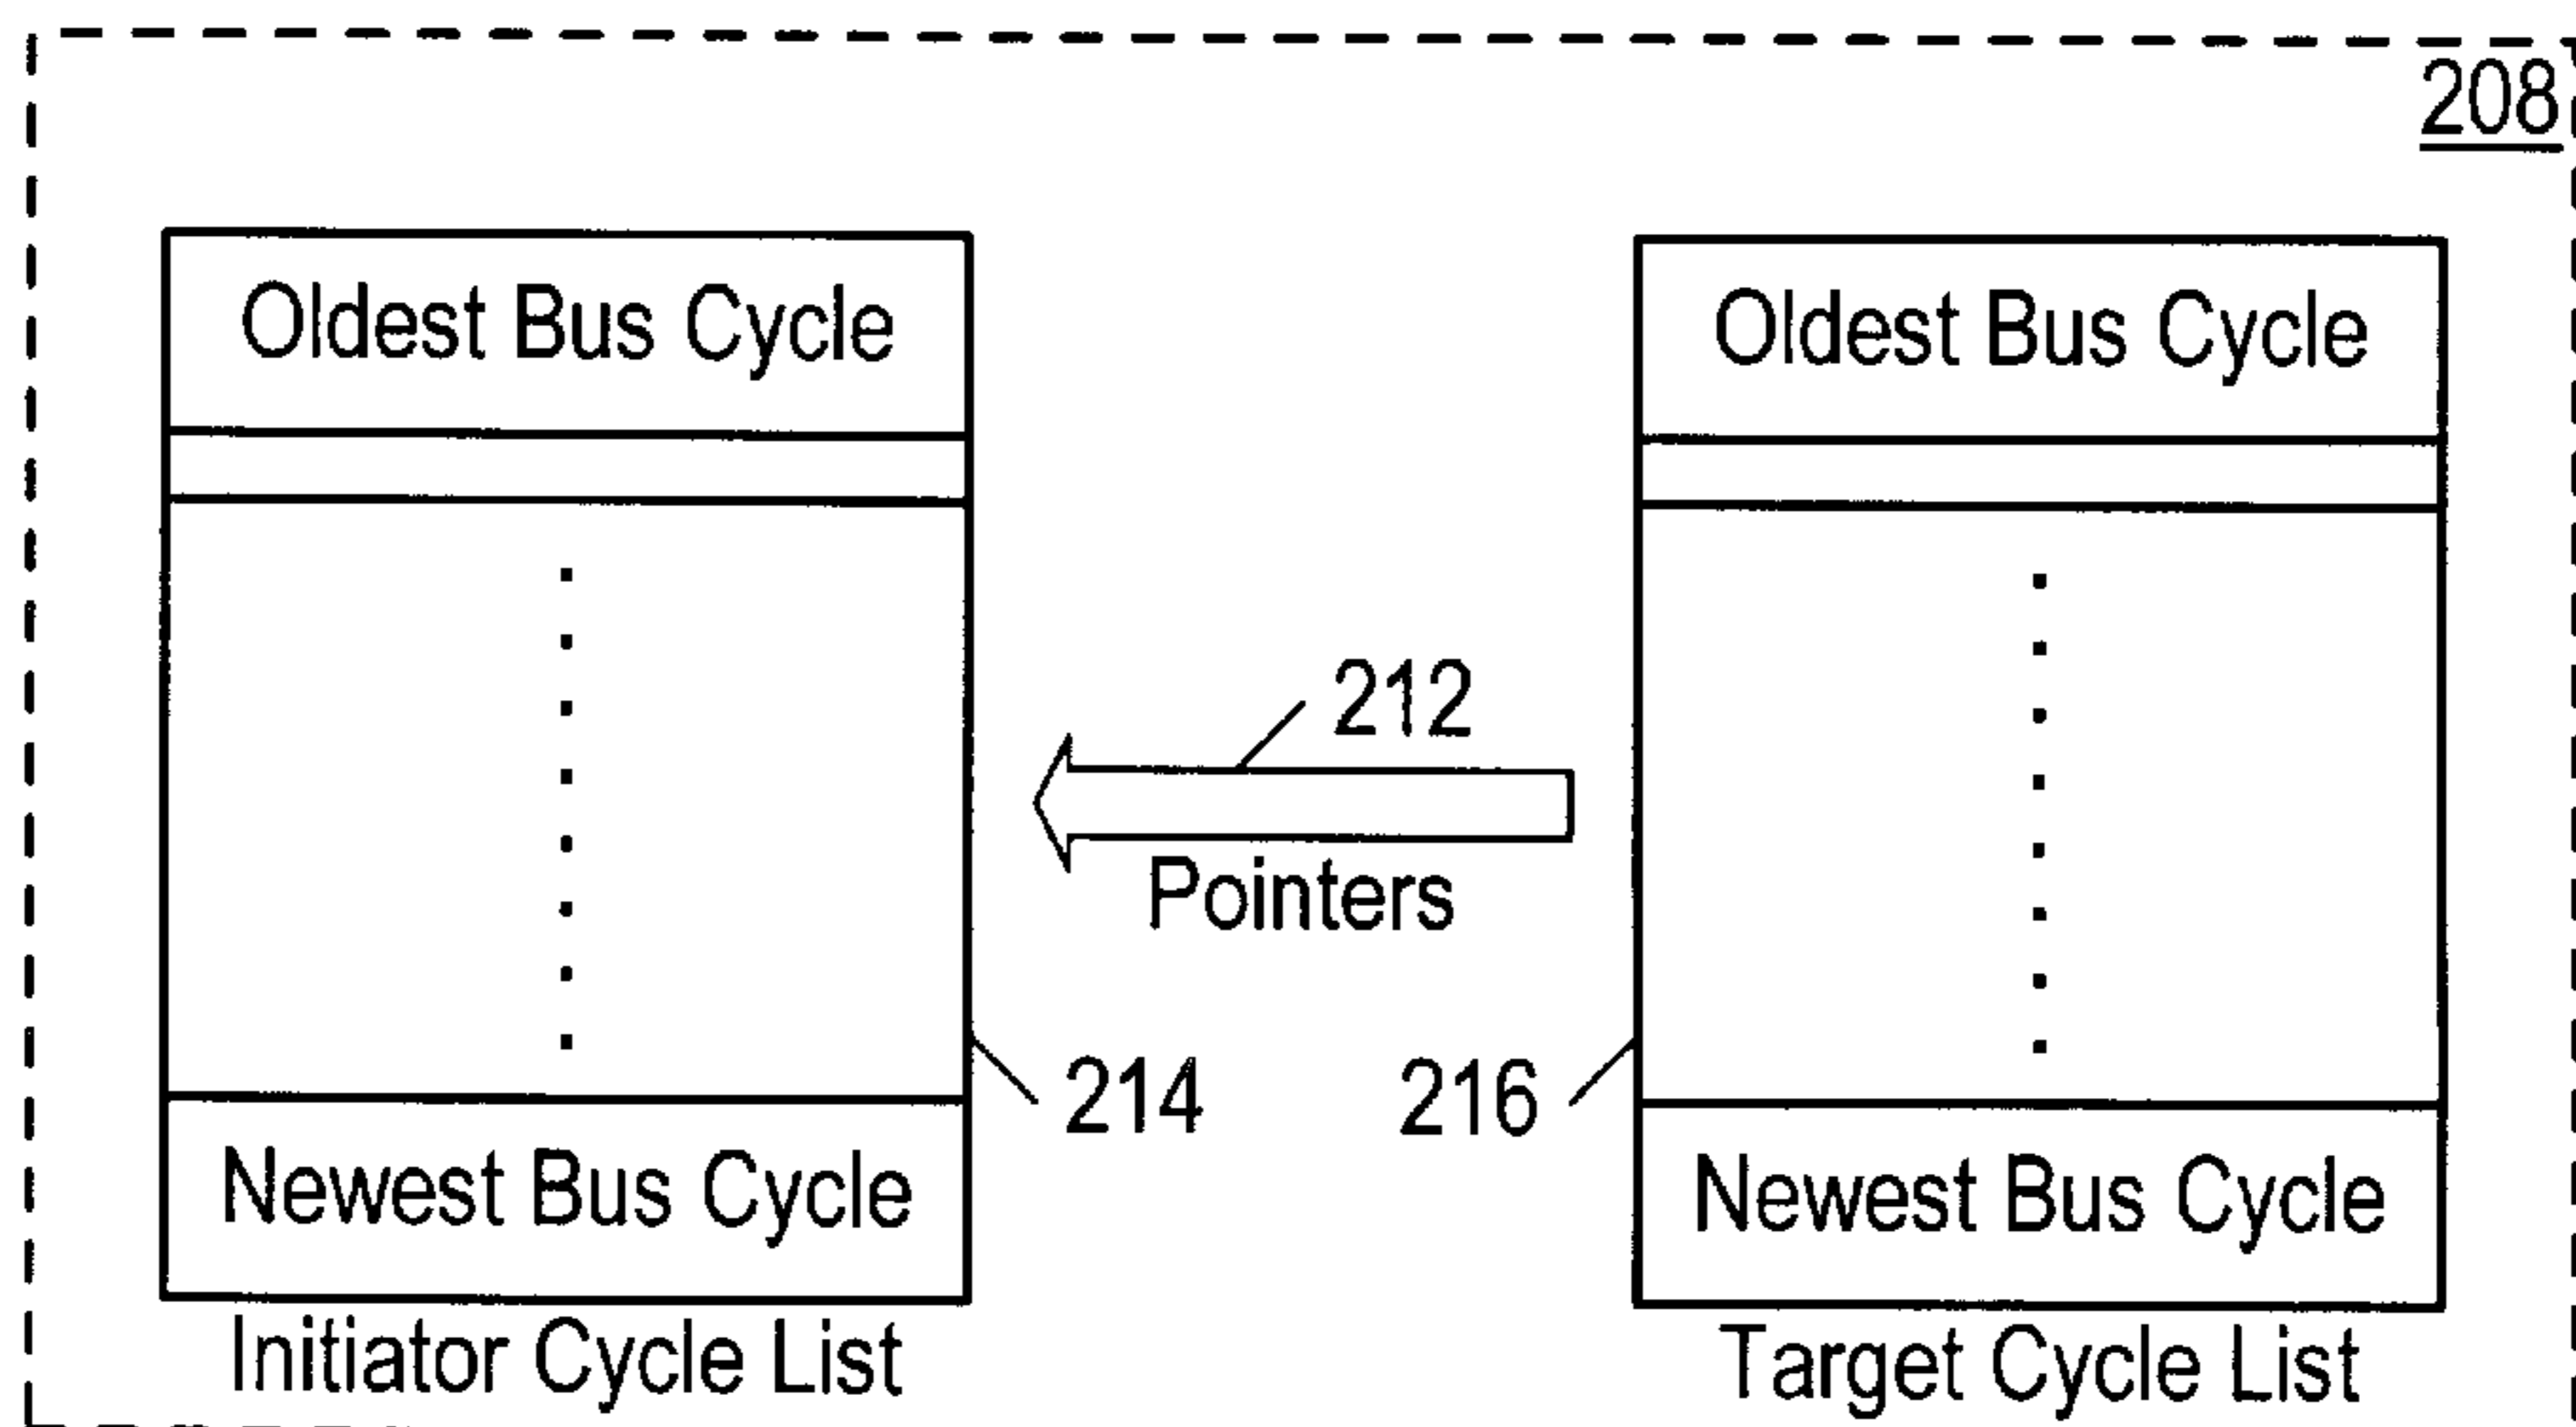 208
Oldest Bus Cycle
Oldest Bus Cycle
212
Pointers
214
216
Newest Bus Cycle
Newest Bus Cycle
Initiator Cycle List
Target Cycle List